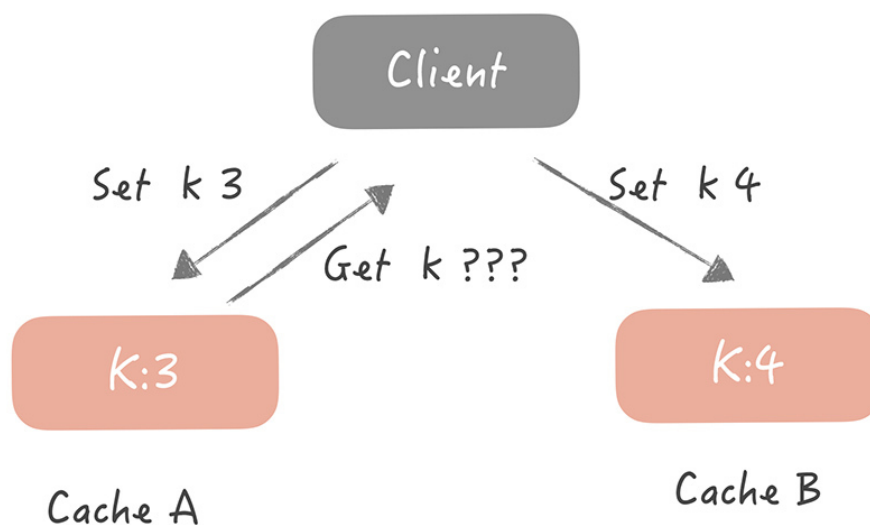 Client
Set k 3
Set k 4
Get k ???
K:3
K:4
Cache A
Cache B